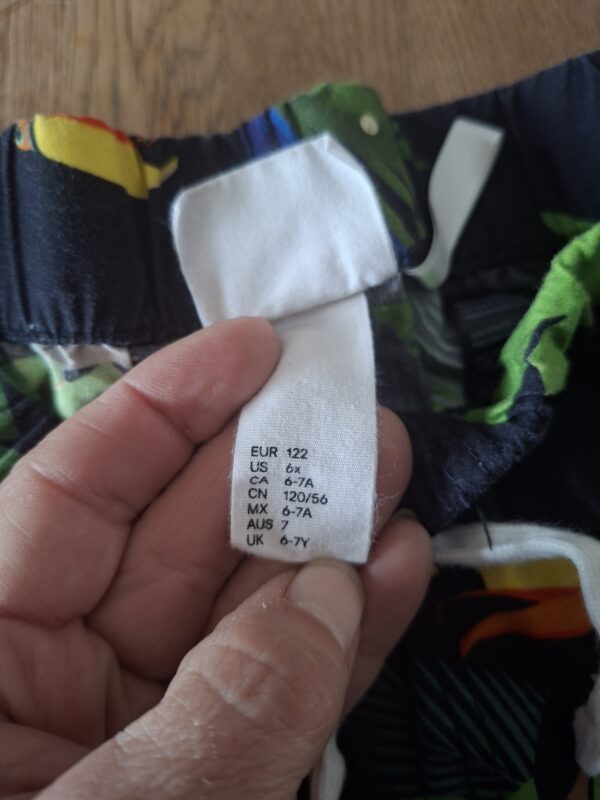 EUR 122
US 6x
CA 6-7A
CN 120/56
MX 6-7A
AUS 7
UK 6-7Y